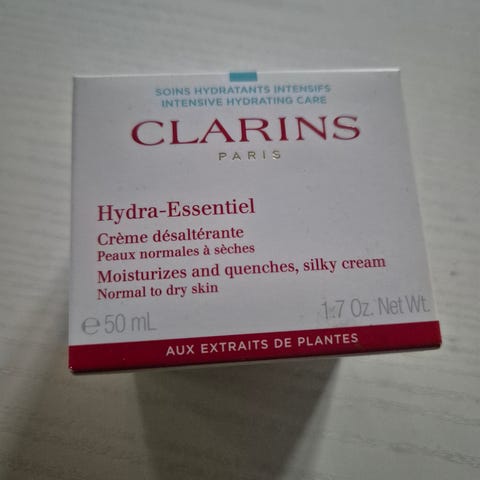 SOINS HYDRATANTS INTENSIFS
INTENSIVE HYDRATING CARE
CLARINS
PARIS
Hydra-Essentiel
Crème désaltérante
Peaux normales à sèches
Moisturizes and quenches, silky cream
Normal to dry skin
℮ 50 mL
1.7 Oz. Net Wt.
AUX EXTRAITS DE PLANTES